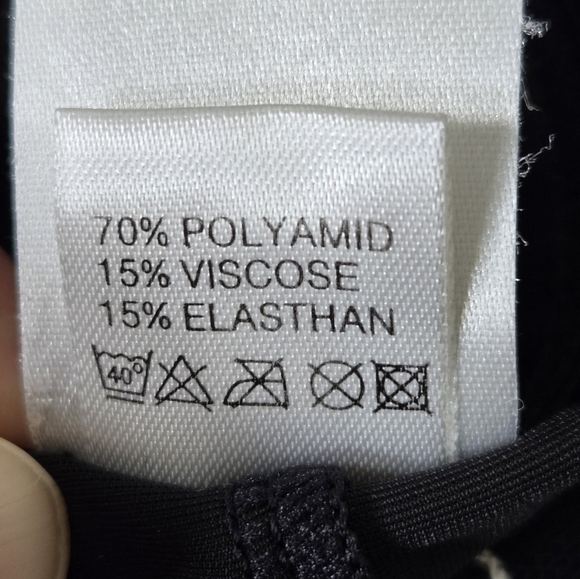 70% POLYAMID
15% VISCOSE
15% ELASTHAN
40°